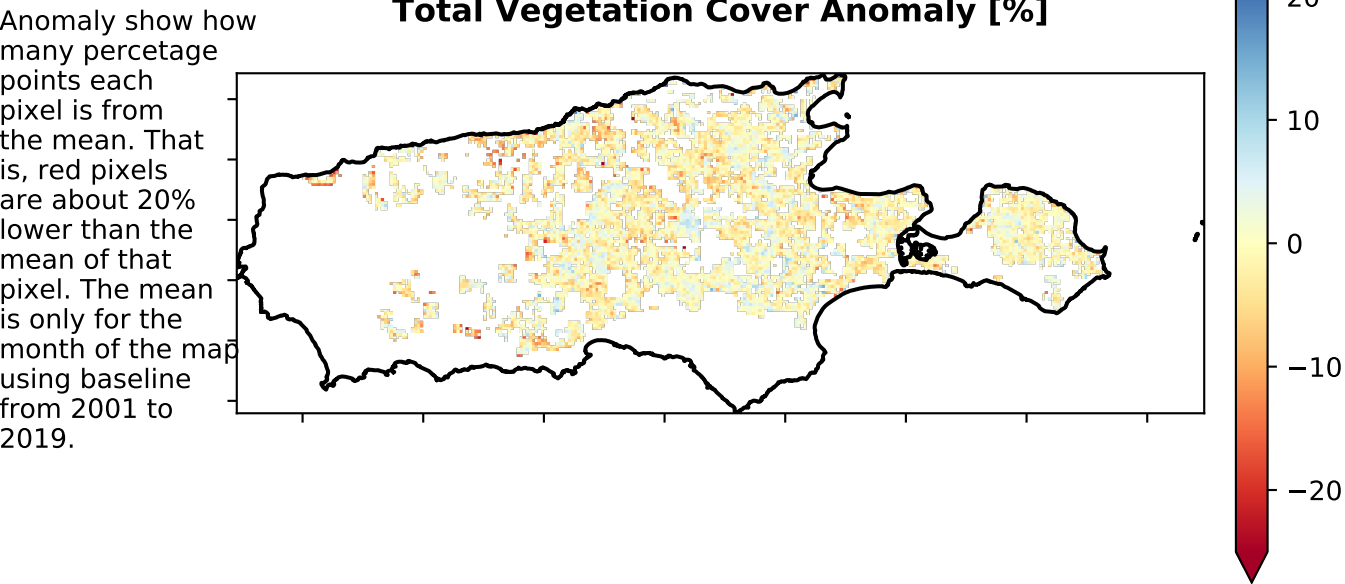 Total Vegetation Cover Anomaly [%]
Anomaly show how
many percetage
points each
pixel is from
the mean. That
is, red pixels
are about 20%
lower than the
mean of that
pixel. The mean
is only for the
month of the map
using baseline
from 2001 to
2019.
20
10
0
−10
−20